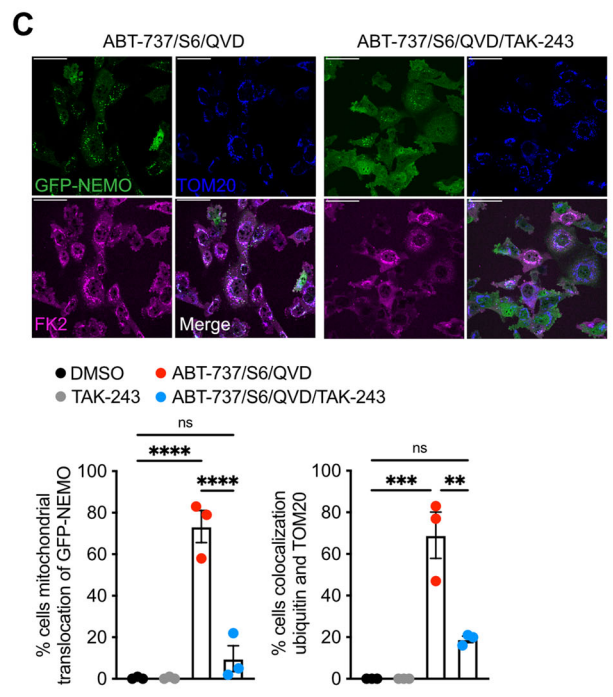 C
ABT-737/S6/QVD
ABT-737/S6/QVD/TAK-243
GFP-NEMO
TOM20
FK2
Merge
DMSO
ABT-737/S6/QVD
TAK-243
ABT-737/S6/QVD/TAK-243
% cells mitochondrial
translocation of GFP-NEMO
ns
****
****
100
80
60
40
20
0
% cells colocalization
ubiquitin and TOM20
ns
***
**
100
80
60
40
20
0